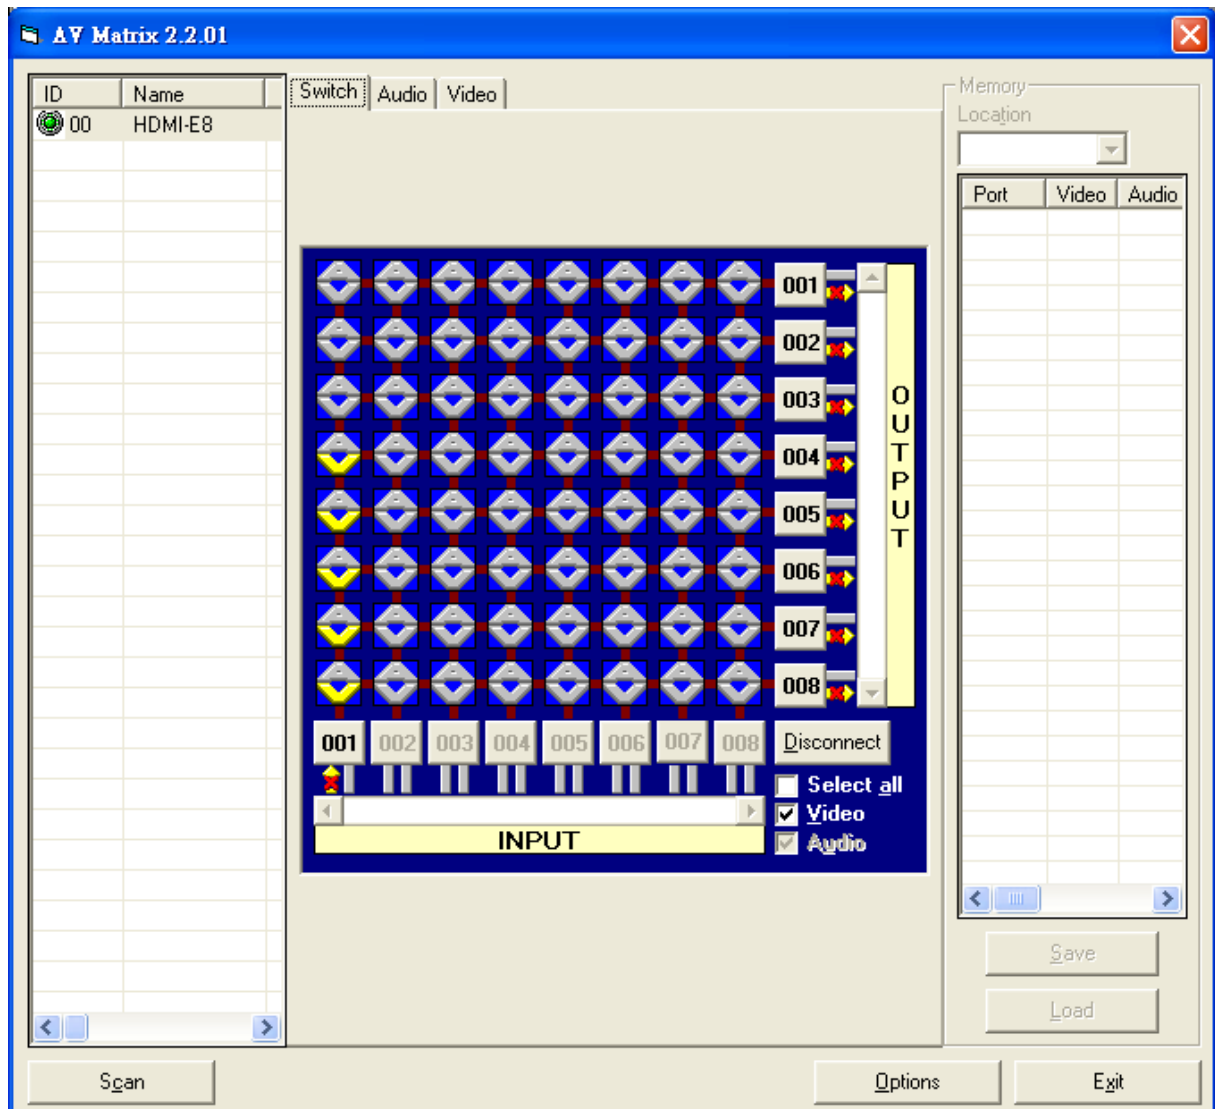 AV Matrix 2.2.01
ID Name
00 HDMI-E8
Switch Audio Video
001
002
003
004
005
006
007
008
OUTPUT
001 002 003 004 005 006 007 008
Disconnect
Select all
Video
Audio
INPUT
Memory
Location
Port Video Audio
Save
Load
Scan Options Exit